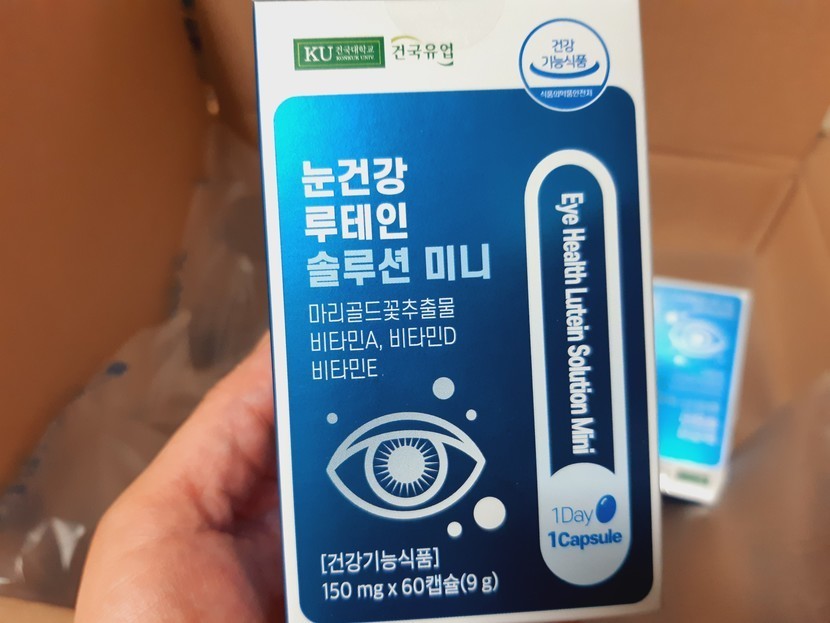 KU 건국대학교
KONKUK UNIV.
건국유업
건강
기능식품
식품의약품안전처
눈건강
루테인
솔루션 미니
마리골드꽃추출물
비타민A, 비타민D
비타민E
Eye Health Lutein Solution Mini
1Day
1Capsule
[건강기능식품]
150 mg x 60캡슐(9 g)